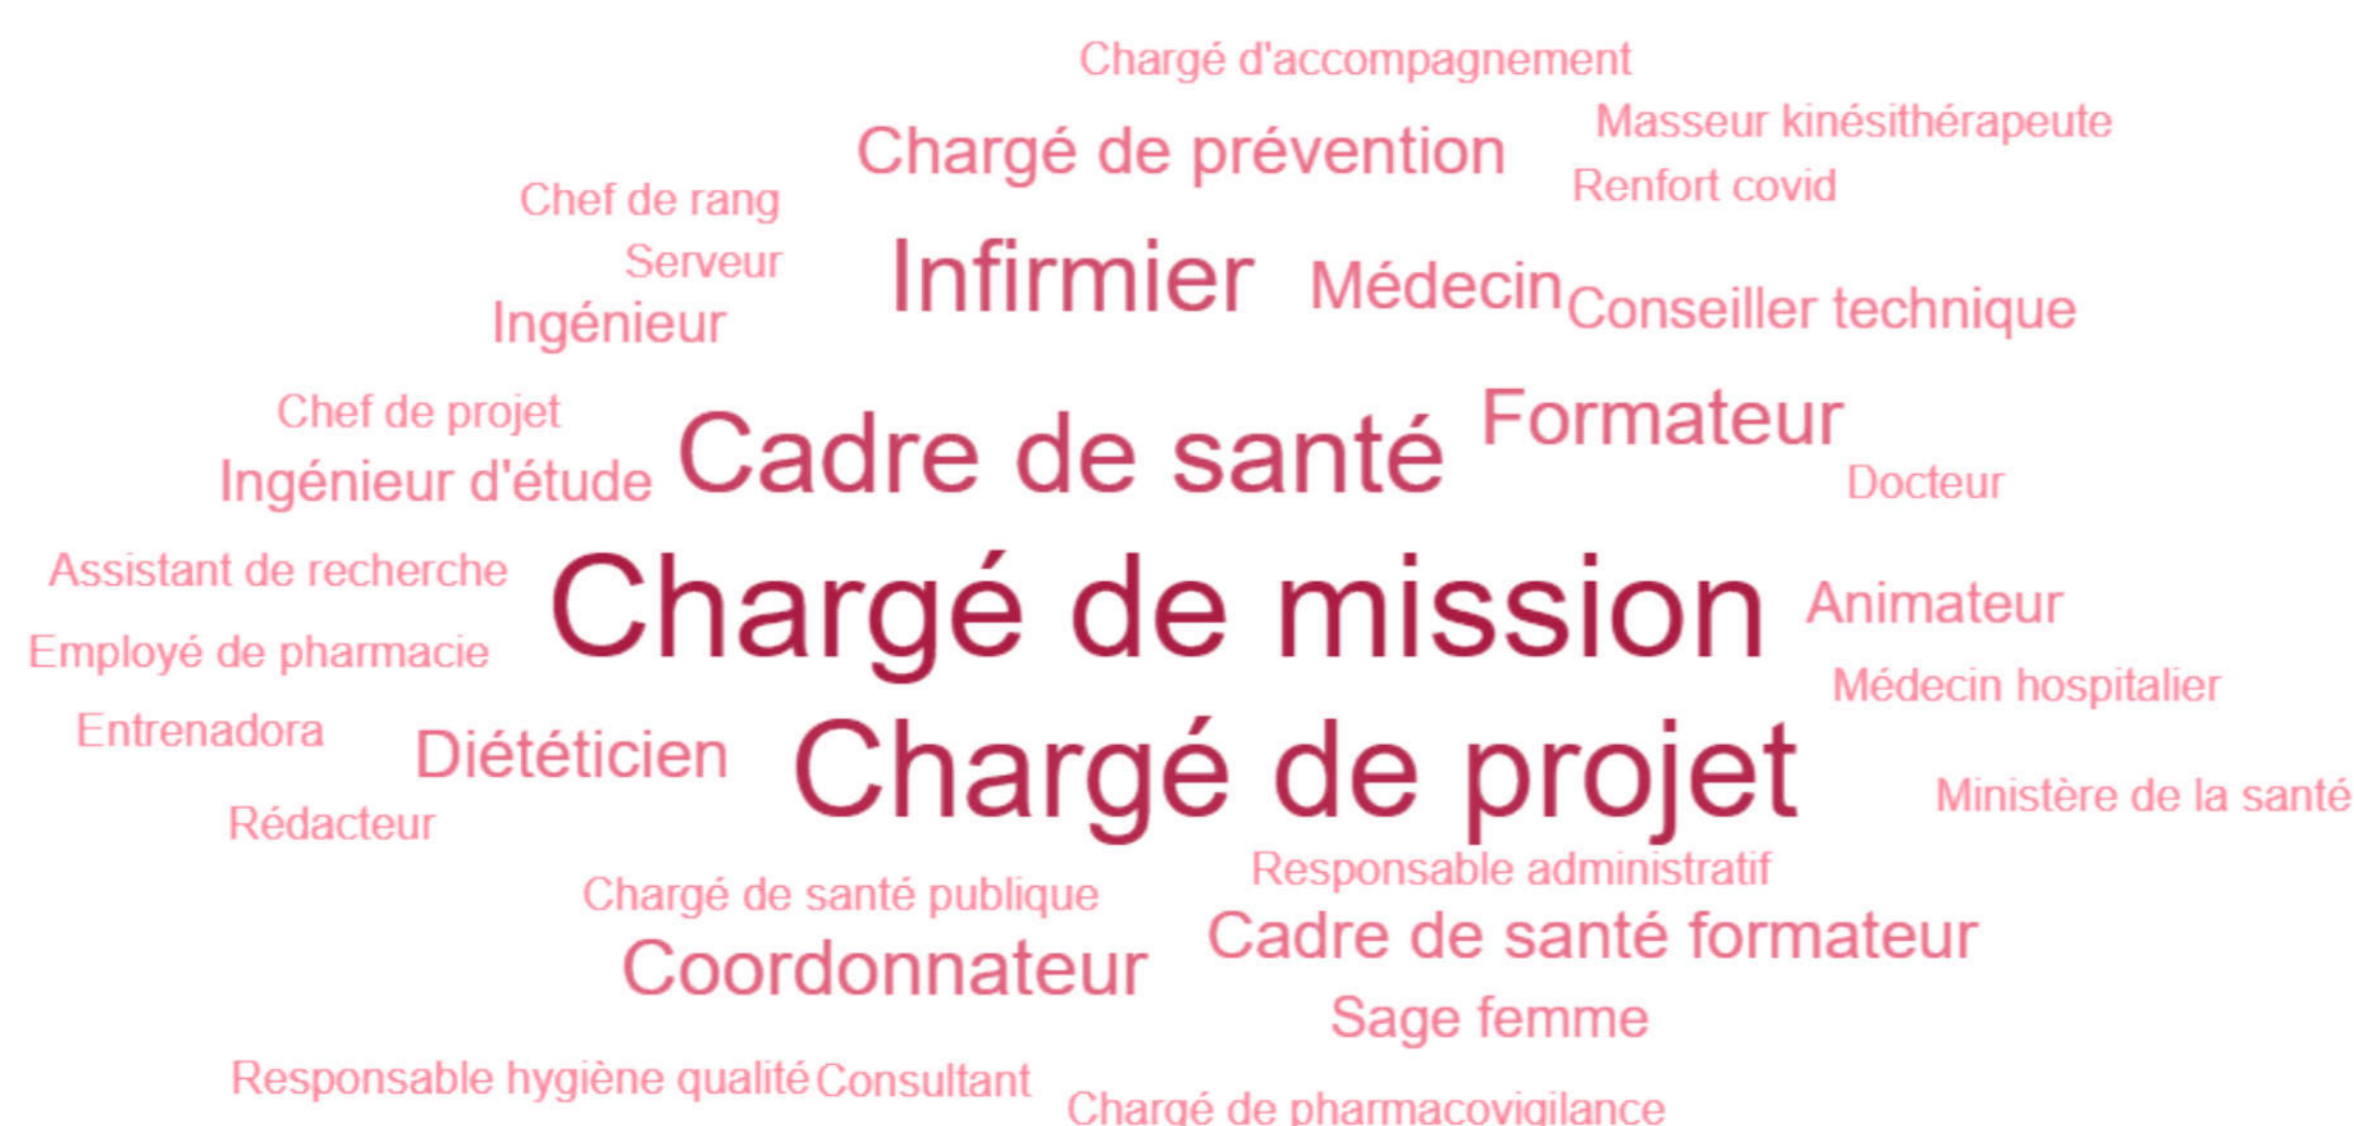 Chargé d'accompagnement
Masseur kinésithérapeute
Chargé de prévention
Renfort covid
Chef de rang
Serveur
Infirmier
Médecin
Conseiller technique
Ingénieur
Chef de projet
Formateur
Cadre de santé
Ingénieur d'étude
Docteur
Assistant de recherche
Chargé de mission
Animateur
Employé de pharmacie
Médecin hospitalier
Entrenadora
Diététicien
Chargé de projet
Ministère de la santé
Rédacteur
Responsable administratif
Chargé de santé publique
Cadre de santé formateur
Coordonnateur
Sage femme
Responsable hygiène qualité
Consultant
Chargé de pharmacovigilance